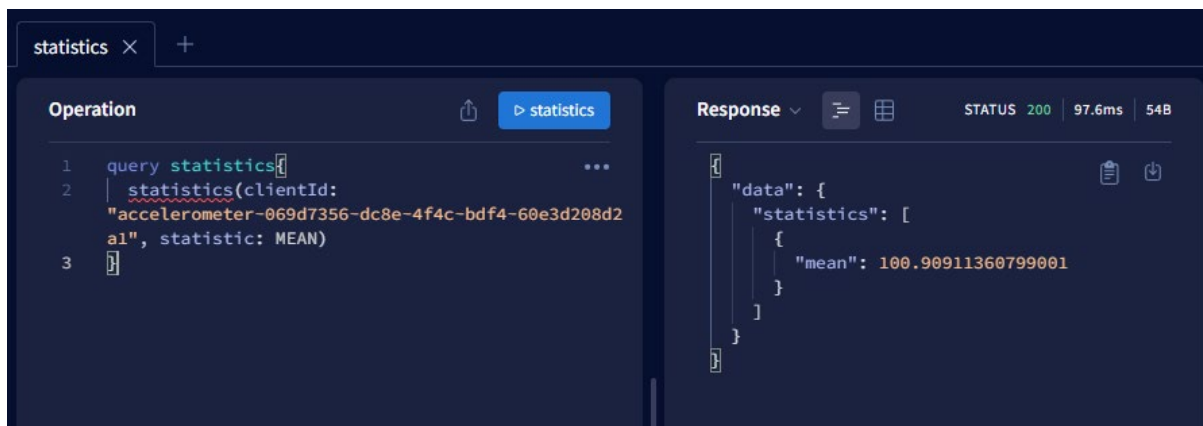 statistics
Operation
statistics
1 query statistics{
2 statistics(clientId:
"accelerometer-069d7356-dc8e-4f4c-bdf4-60e3d208d2
a1", statistic: MEAN)
3 }
Response
STATUS 200 97.6ms 54B
{
"data": {
"statistics": [
{
"mean": 100.90911360799001
}
]
}
}